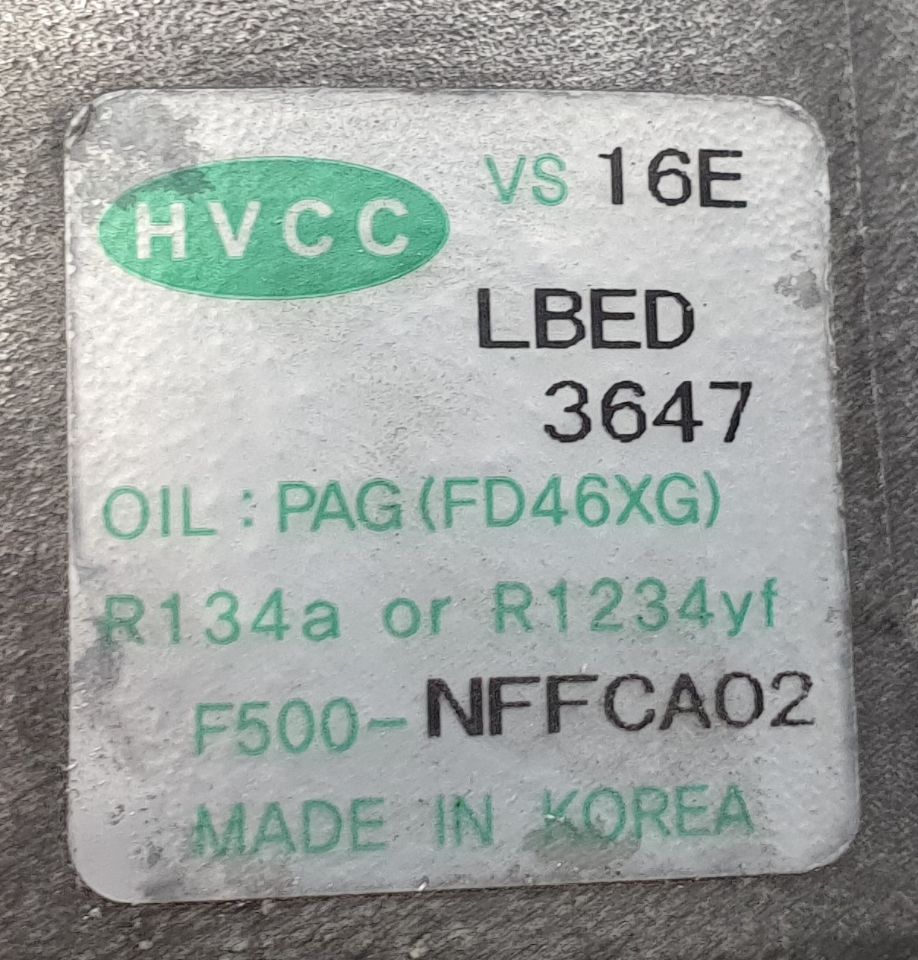 HVCC VS 16E
LBED
3647
OIL : PAG (FD46XG)
R134a or R1234yf
F500-NFFCA02
MADE IN KOREA